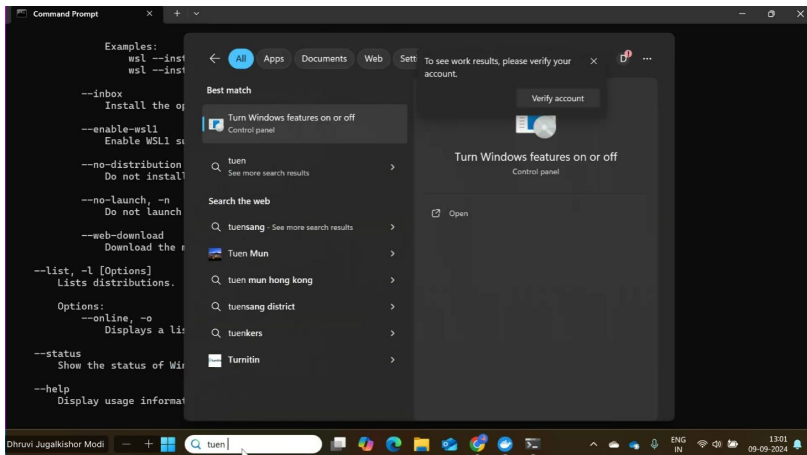 Command Prompt
Examples:
wsl --inst
wsl --inst
--inbox
Install the op
--enable-wsl1
Enable WSL1 su
--no-distribution
Do not install
--no-launch, -n
Do not launch
--web-download
Download the m
--list, -l [Options]
Lists distributions.
Options:
--online, -o
Displays a lis
--status
Show the status of Win
--help
Display usage informat
All Apps Documents Web Sett
To see work results, please verify your account.
Verify account
D
Best match
Turn Windows features on or off
Control panel
tuen
See more search results
Search the web
tuensang - See more search results
Tuen Mun
tuen mun hong kong
tuensang district
tuenkers
Turnitin
Turn Windows features on or off
Control panel
Open
Dhruvi Jugalkishor Modi
tuen
ENG
IN
13:01
09-09-2024